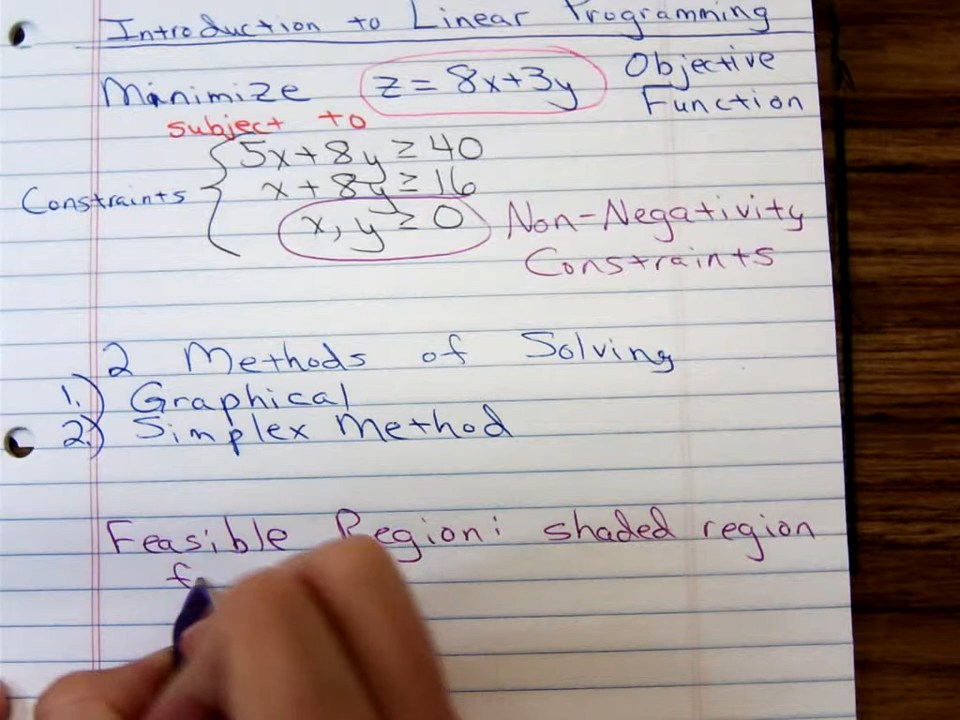 Introduction to Linear Programming
Minimize z = 8x+3y Objective Function
subject to
Constraints
5x+8y ≥ 40
x + 8y ≥ 16
x, y ≥ 0 Non-Negativity Constraints
2 Methods of Solving
1.) Graphical
2.) Simplex Method
Feasible Region: shaded region
f